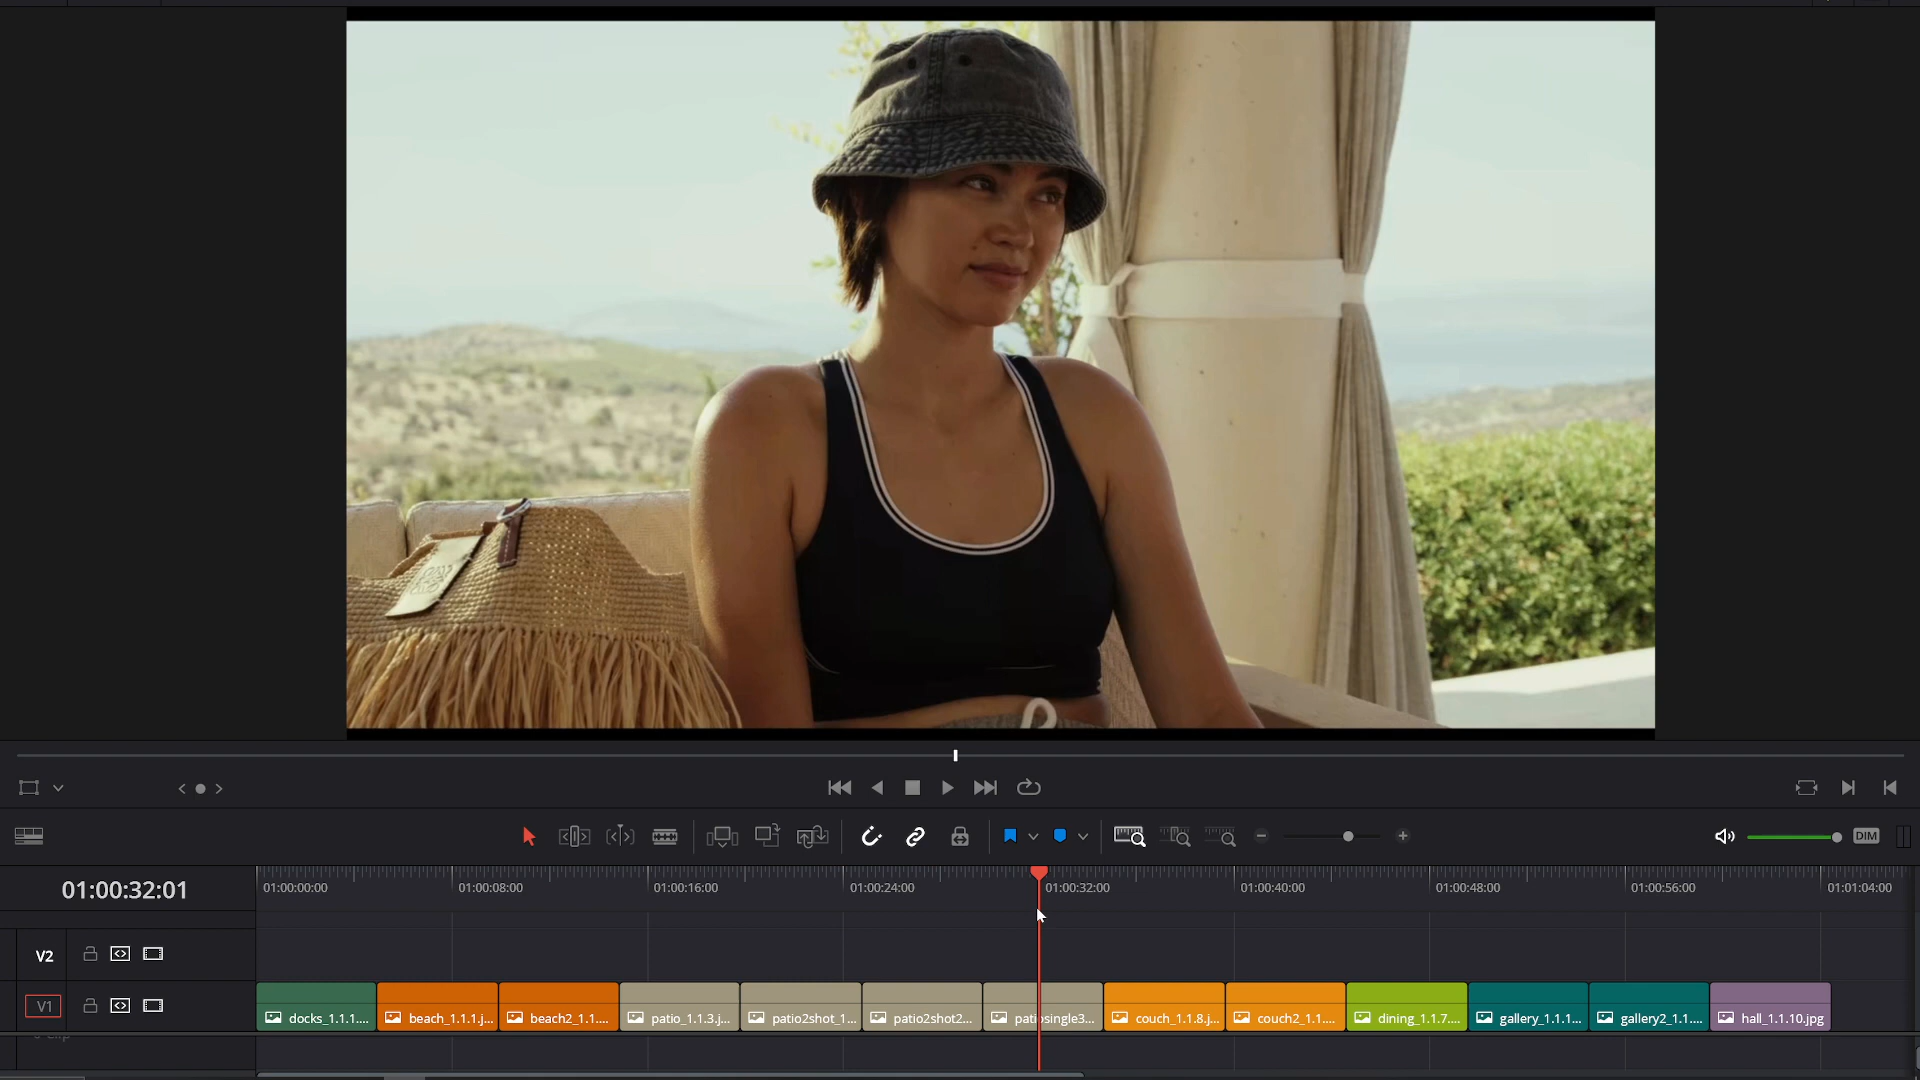 DIM
01:00:32:01
01:00:00:00 01:00:08:00 01:00:16:00 01:00:24:00 01:00:32:00 01:00:40:00 01:00:48:00 01:00:56:00 01:01:04:00
V2
V1
docks_1.1.1.... beach_1.1.1.j... beach2_1.1.... patio_1.1.3.j... patio2shot_1... patio2shot2... patiosingle3... couch_1.1.8.j... couch2_1.1.... dining_1.1.7.... gallery_1.1.1... gallery2_1.1.... hall_1.1.10.jpg